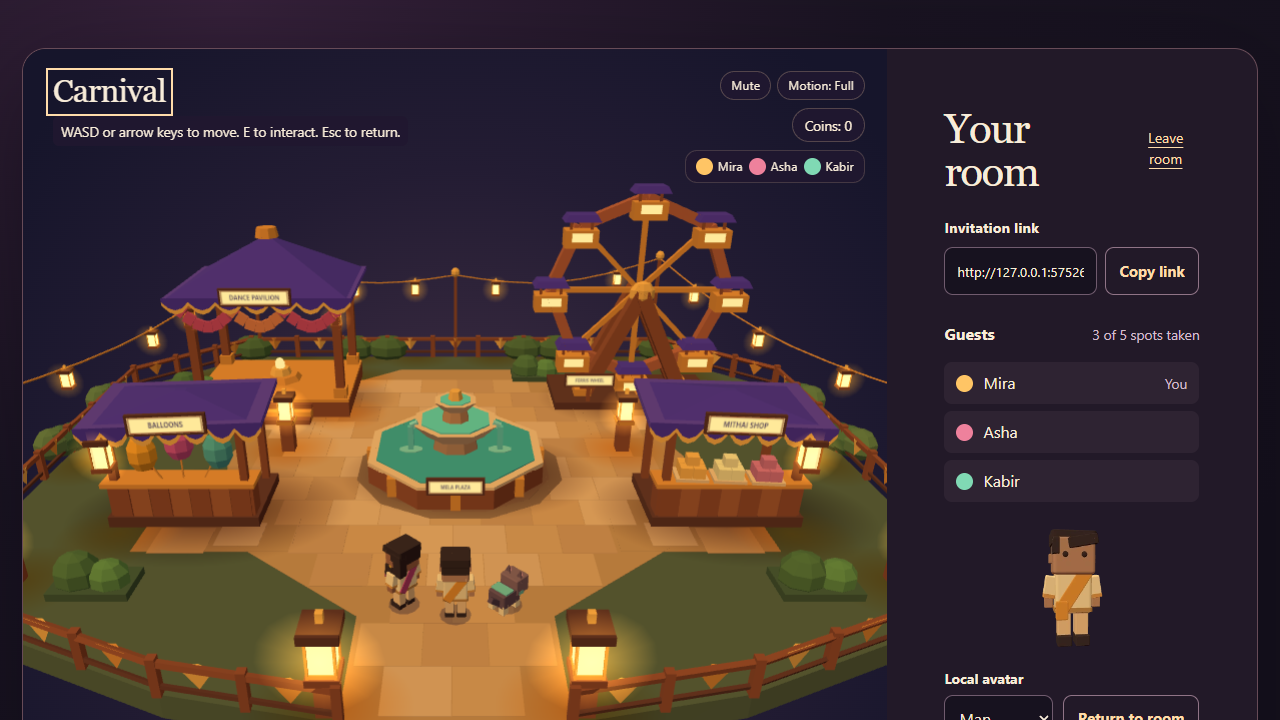 Carnival
WASD or arrow keys to move. E to interact. Esc to return.
Mute
Motion: Full
Coins: 0
Mira Asha Kabir
DANCE PAVILION
BALLOONS
MITHAI SHOP
MELA PLAZA
Your
room
Leave
room
Invitation link
http://127.0.0.1:57526
Copy link
Guests
3 of 5 spots taken
Mira
You
Asha
Kabir
Local avatar
Man
Return to room